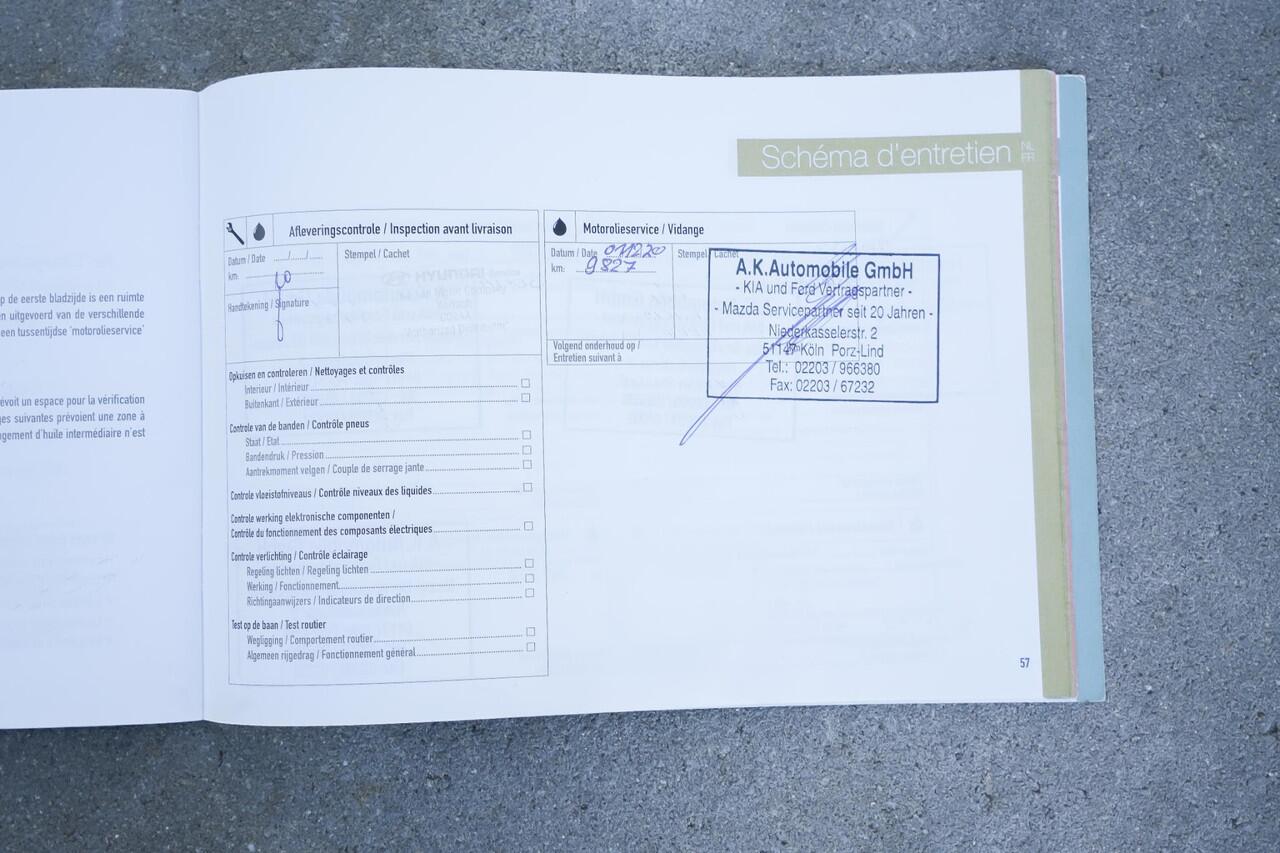 Schéma d'entretien
NL
FR
p de eerste bladzijde is een ruimte
n uitgevoerd van de verschillende
een tussentijdse 'motorolieservice'
évoit un espace pour la vérification
ges suivantes prévoient une zone à
ngement d'huile intermédiaire n'est
Afleveringscontrole / Inspection avant livraison
Datum / Date ..../..../....
km:
Stempel / Cachet
Handtekening / Signature
Opkuisen en controleren / Nettoyages et contrôles
Interieur / Intérieur
Buitenkant / Extérieur
Controle van de banden / Contrôle pneus
Staat / Etat
Bandendruk / Pression
Aantrekmoment velgen / Couple de serrage jante
Controle vloeistofniveaus / Contrôle niveaux des liquides
Controle werking elektronische componenten /
Contrôle du fonctionnement des composants électriques
Controle verlichting / Contrôle éclairage
Regeling lichten / Regeling lichten
Werking / Fonctionnement
Richtingaanwijzers / Indicateurs de direction
Test op de baan / Test routier
Wegligging / Comportement routier
Algemeen rijgedrag / Fonctionnement général
Motorolieservice / Vidange
Datum / Date 011220
km: 9827
Stempel / Cachet
Volgend onderhoud op /
Entretien suivant à
A.K.Automobile GmbH
- KIA und Ford Vertragspartner -
- Mazda Servicepartner seit 20 Jahren -
Niederkasselerstr. 2
51147 Köln Porz-Lind
Tel.: 02203 / 966380
Fax: 02203 / 67232
57